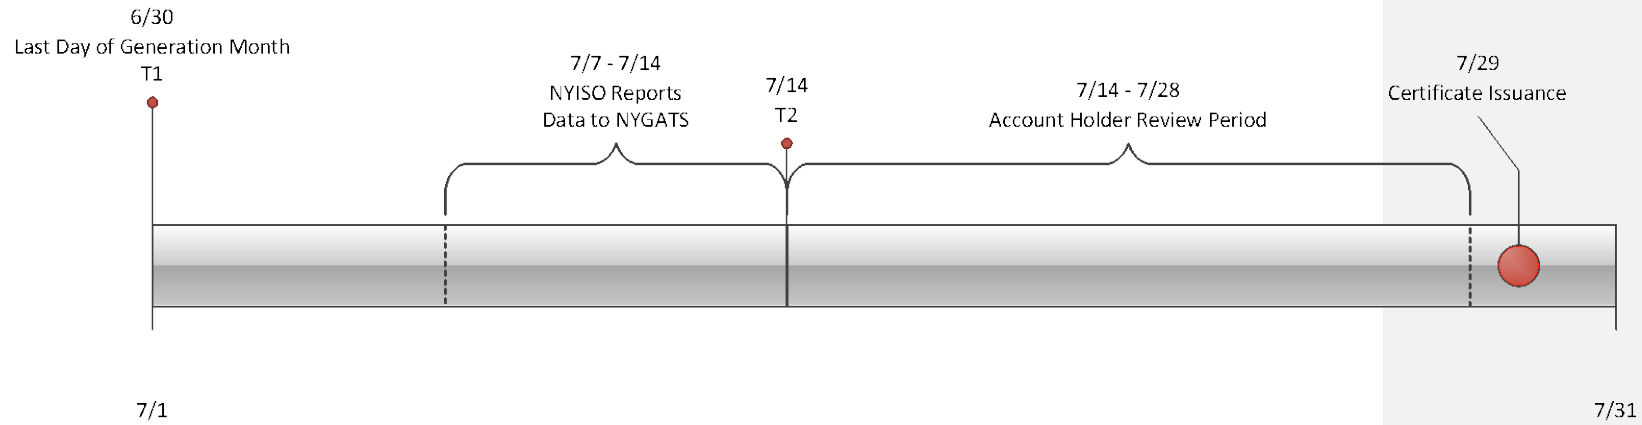 6/30
Last Day of Generation Month
T1
7/7 - 7/14
NYISO Reports
Data to NYGATS
7/14
T2
7/14 - 7/28
Account Holder Review Period
7/29
Certificate Issuance
7/1
7/31